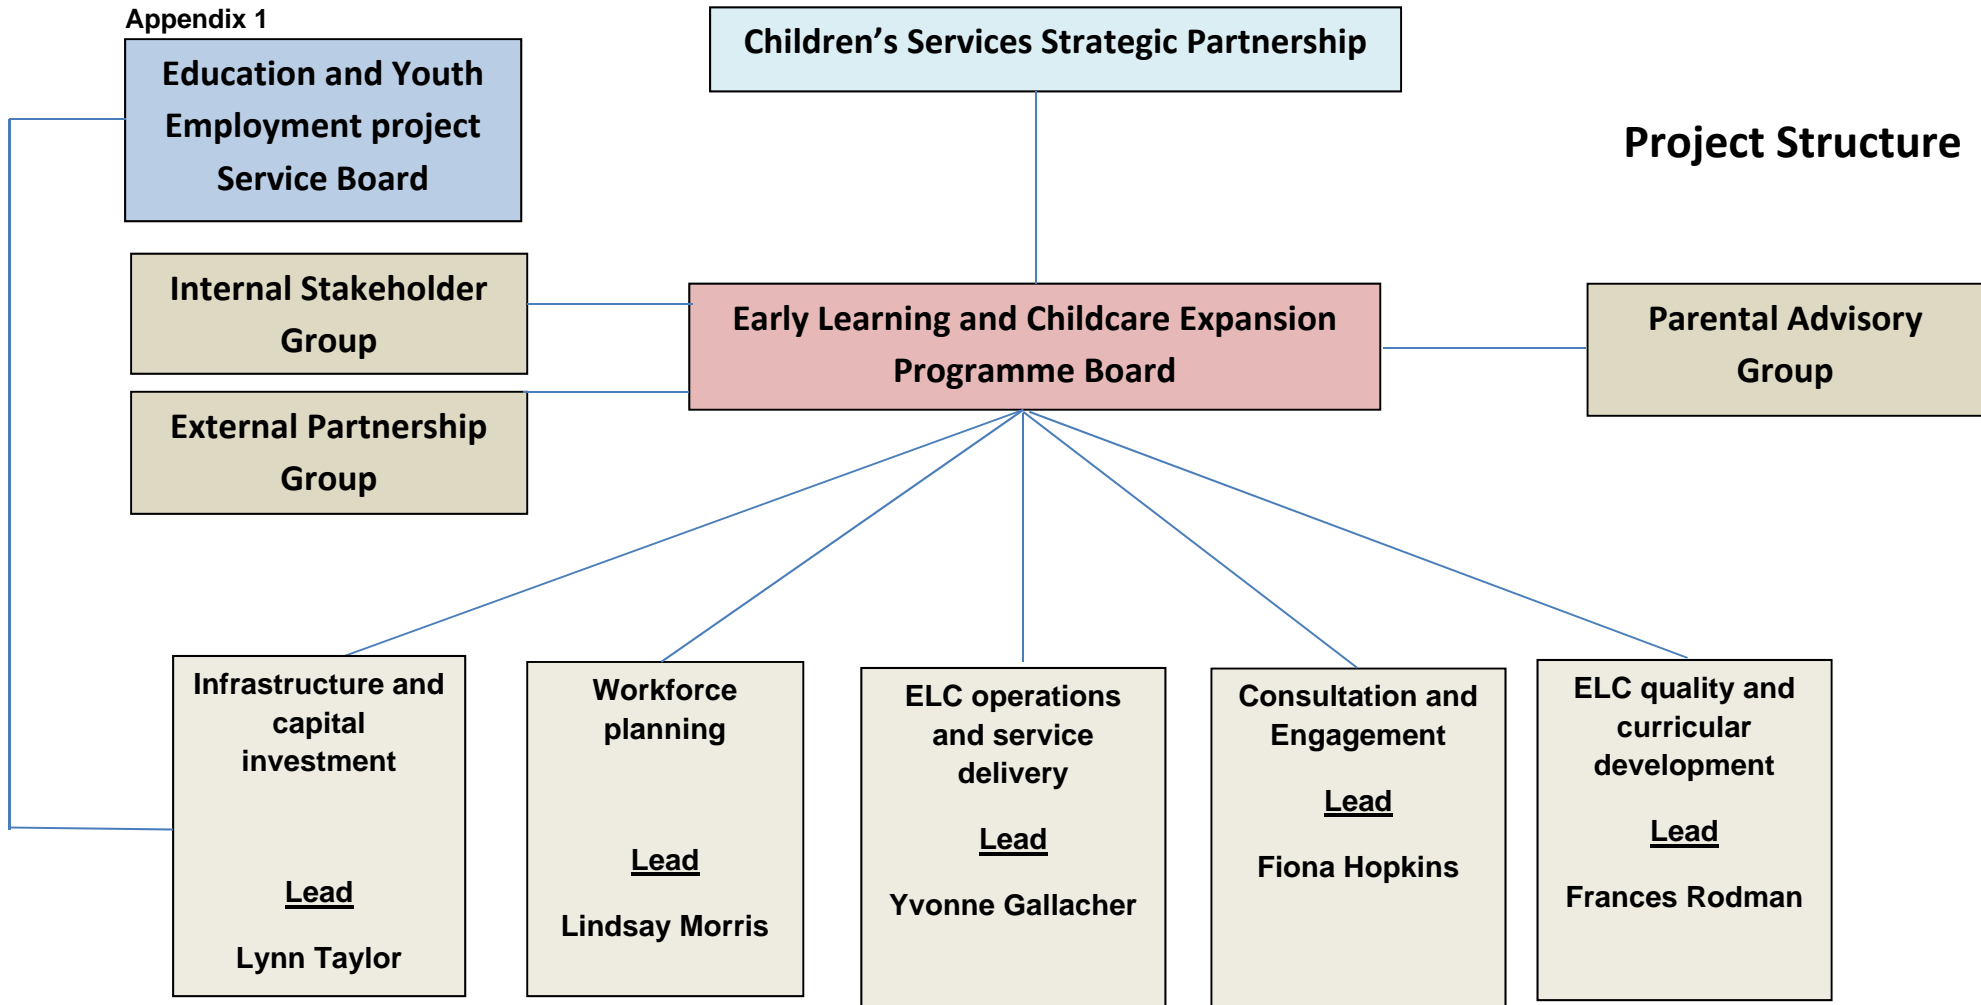 Appendix 1
Education and Youth
Employment project
Service Board
Children’s Services Strategic Partnership
Project Structure
Internal Stakeholder
Group
External Partnership
Group
Early Learning and Childcare Expansion
Programme Board
Parental Advisory
Group
Infrastructure and
capital
investment
Lead
Lynn Taylor
Workforce
planning
Lead
Lindsay Morris
ELC operations
and service
delivery
Lead
Yvonne Gallacher
Consultation and
Engagement
Lead
Fiona Hopkins
ELC quality and
curricular
development
Lead
Frances Rodman